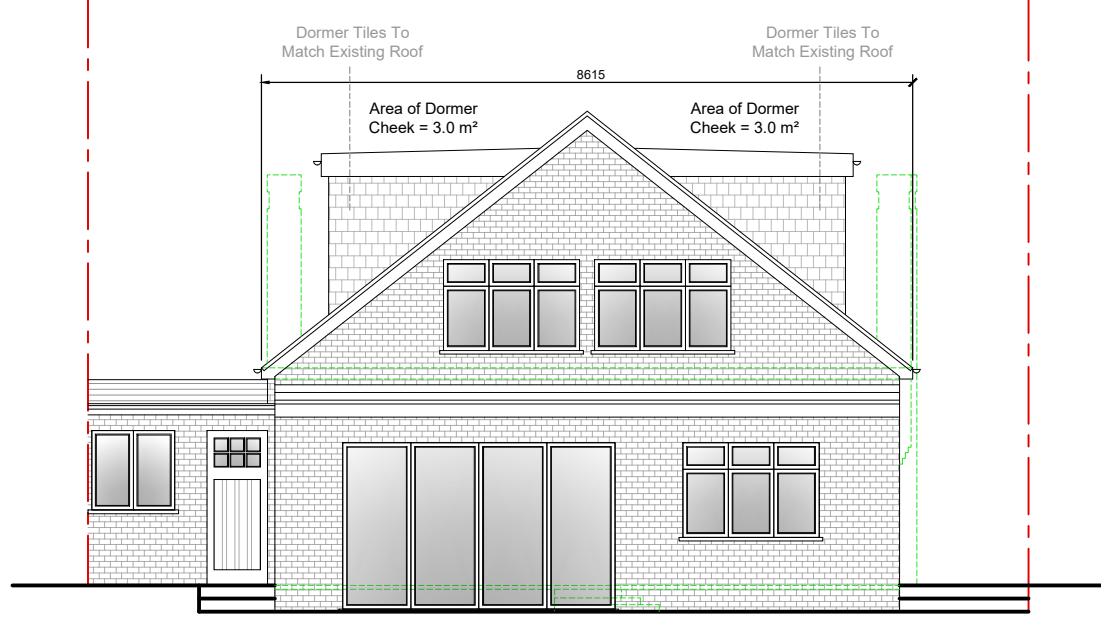 Dormer Tiles To
Match Existing Roof
Dormer Tiles To
Match Existing Roof
8615
Area of Dormer
Cheek = 3.0 m²
Area of Dormer
Cheek = 3.0 m²